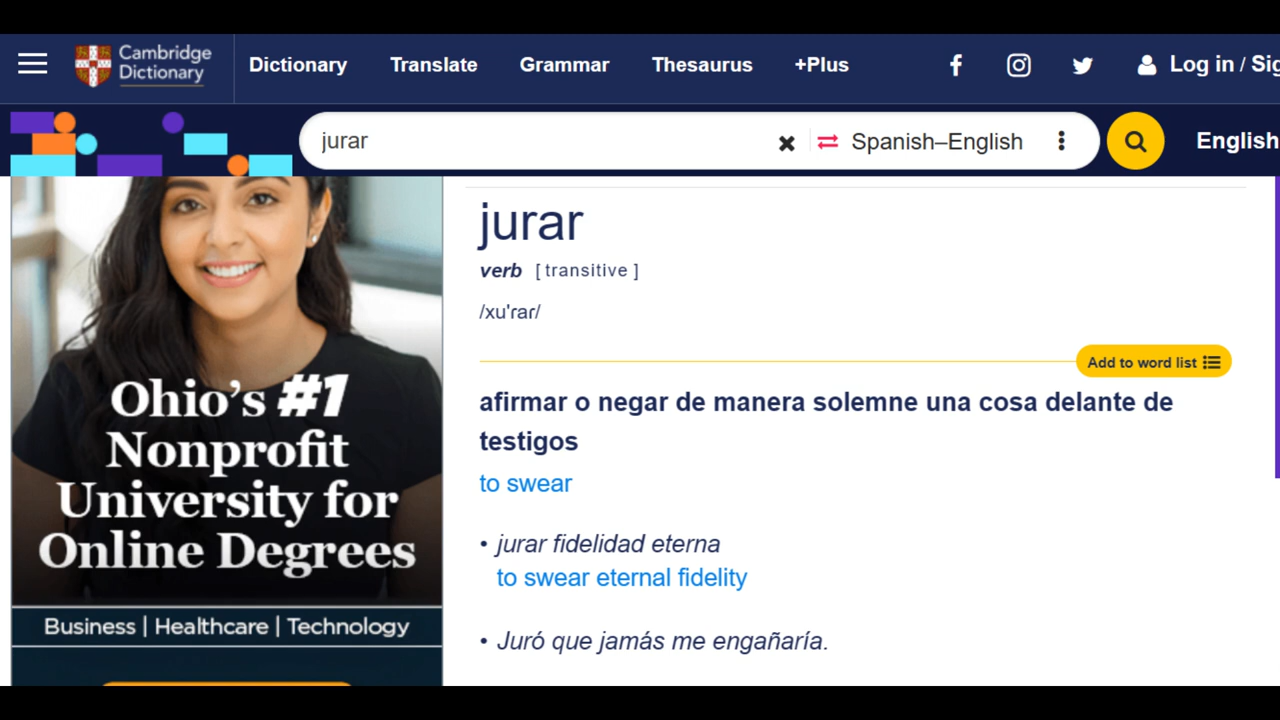 Cambridge
Dictionary
Dictionary Translate Grammar Thesaurus +Plus
Log in / Sig
jurar
Spanish–English
English
jurar
verb [ transitive ]
/xu'ɾaɾ/
Add to word list
afirmar o negar de manera solemne una cosa delante de
testigos
to swear
• jurar fidelidad eterna
to swear eternal fidelity
• Juró que jamás me engañaría.
Ohio's #1
Nonprofit
University for
Online Degrees
Business | Healthcare | Technology